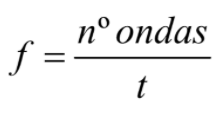 f = nº ondas / t